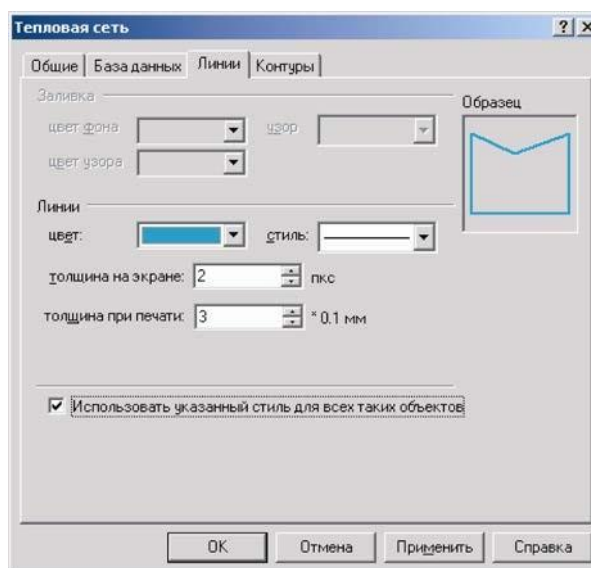 Тепловая сеть
Общие База данных Линии Контуры
Заливка
цвет фона узор
цвет узора
Образец
Линии
цвет: стиль:
толщина на экране: 2 пкс
толщина при печати: 3 * 0.1 мм
Использовать указанный стиль для всех таких объектов
OK Отмена Применить Справка